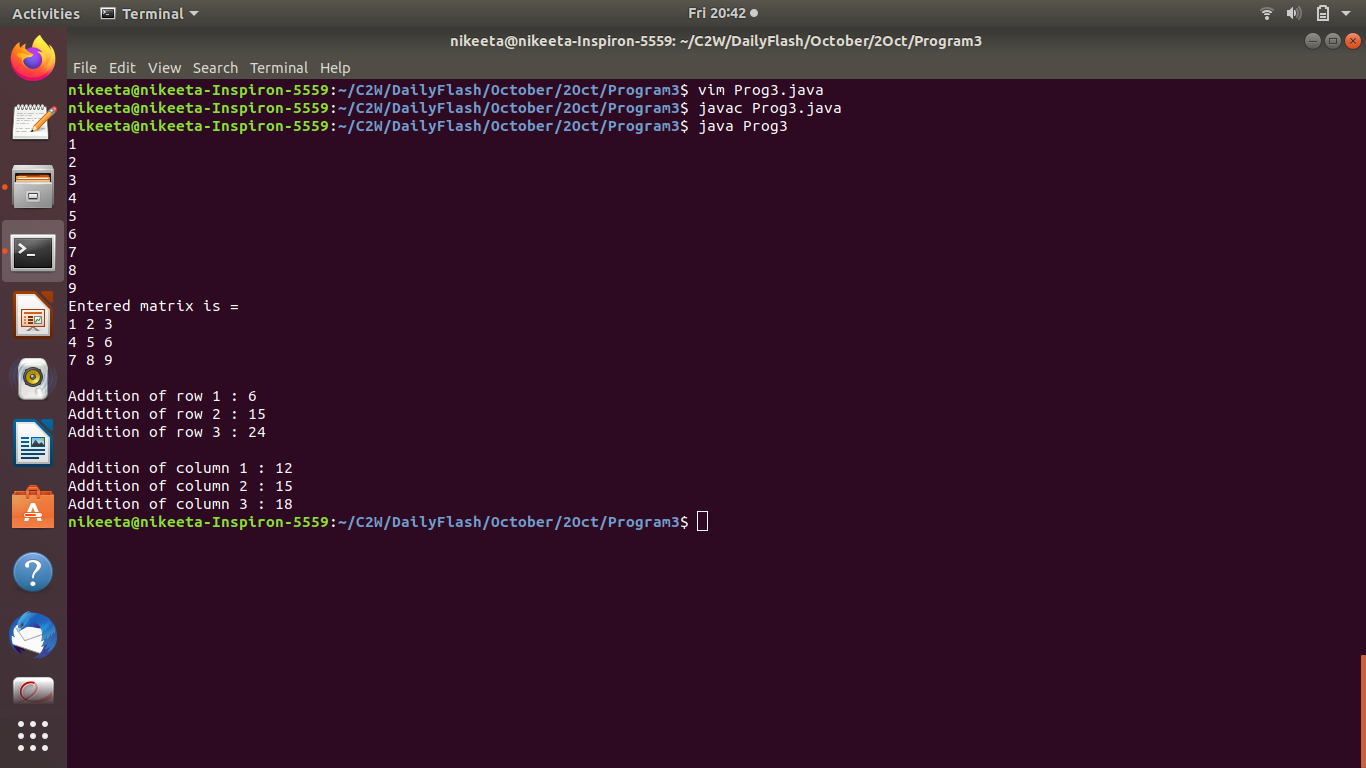 Activities Terminal Fri 20:42
nikeeta@nikeeta-Inspiron-5559: ~/C2W/DailyFlash/October/2Oct/Program3
File Edit View Search Terminal Help
nikeeta@nikeeta-Inspiron-5559:~/C2W/DailyFlash/October/2Oct/Program3$ vim Prog3.java
nikeeta@nikeeta-Inspiron-5559:~/C2W/DailyFlash/October/2Oct/Program3$ javac Prog3.java
nikeeta@nikeeta-Inspiron-5559:~/C2W/DailyFlash/October/2Oct/Program3$ java Prog3
1
2
3
4
5
6
7
8
9
Entered matrix is =
1 2 3
4 5 6
7 8 9
Addition of row 1 : 6
Addition of row 2 : 15
Addition of row 3 : 24
Addition of column 1 : 12
Addition of column 2 : 15
Addition of column 3 : 18
nikeeta@nikeeta-Inspiron-5559:~/C2W/DailyFlash/October/2Oct/Program3$